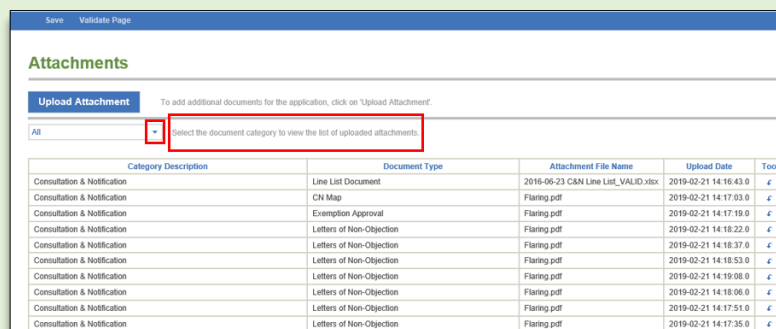 Save Validate Page
Attachments
Upload Attachment To add additional documents for the application, click on 'Upload Attachment'.
All Select the document category to view the list of uploaded attachments.
Category Description Document Type Attachment File Name Upload Date Too
Consultation & Notification Line List Document 2016-06-23 C&N Line List_VALID.xlsx 2019-02-21 14:16:43.0
Consultation & Notification CN Map Flaring.pdf 2019-02-21 14:17:03.0
Consultation & Notification Exemption Approval Flaring.pdf 2019-02-21 14:17:19.0
Consultation & Notification Letters of Non-Objection Flaring.pdf 2019-02-21 14:18:22.0
Consultation & Notification Letters of Non-Objection Flaring.pdf 2019-02-21 14:18:37.0
Consultation & Notification Letters of Non-Objection Flaring.pdf 2019-02-21 14:18:53.0
Consultation & Notification Letters of Non-Objection Flaring.pdf 2019-02-21 14:19:08.0
Consultation & Notification Letters of Non-Objection Flaring.pdf 2019-02-21 14:18:06.0
Consultation & Notification Letters of Non-Objection Flaring.pdf 2019-02-21 14:17:51.0
Consultation & Notification Letters of Non-Objection Flaring.pdf 2019-02-21 14:17:35.0